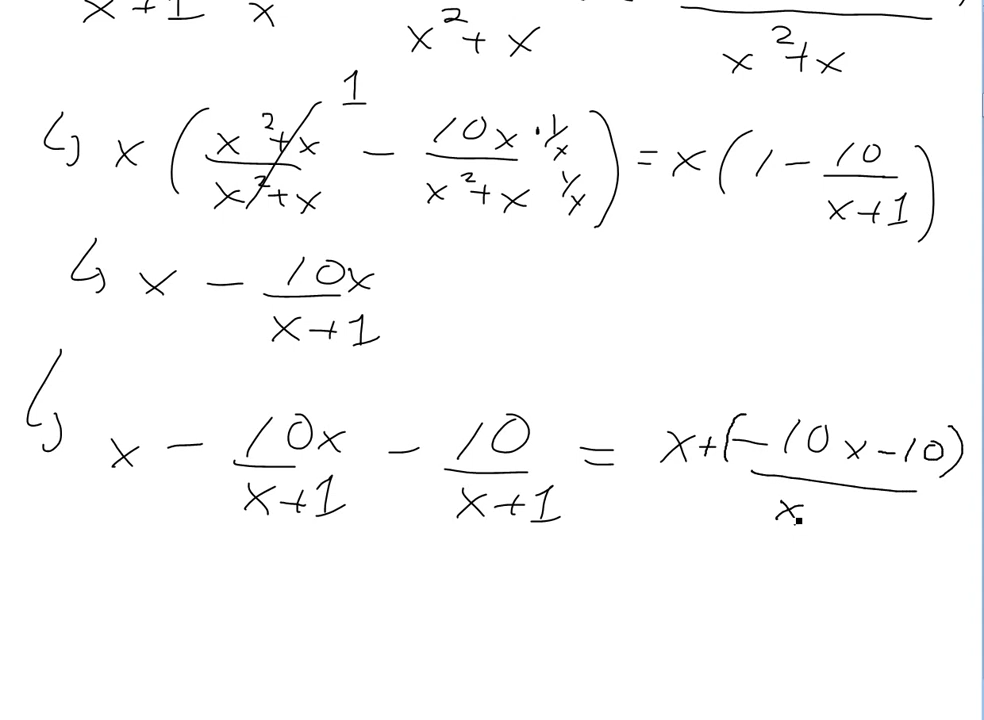 x+1 x x²+x x²+x
↳ x ( (x²+x)/(x²+x) 1 − (10x · 1/x)/(x²+x 1/x) ) = x ( 1 − 10/(x+1) )
↳ x − 10x/(x+1)
↳ x − 10x/(x+1) − 10/(x+1) = x+(−10x−10)/x